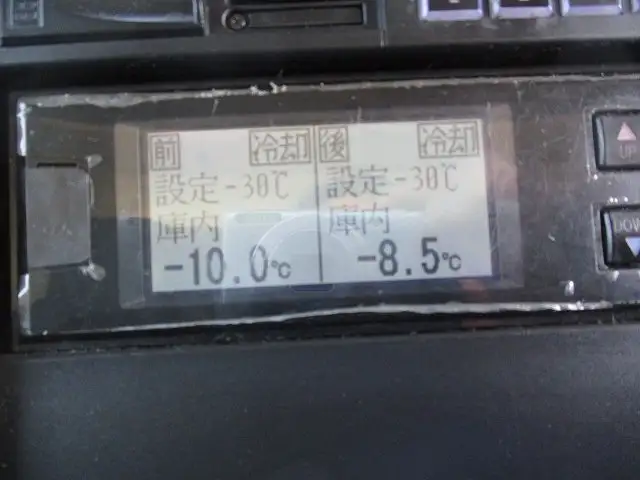 前 冷却 後 冷却
設定-30℃ 設定-30℃
庫内 庫内
-10.0℃ -8.5℃
UP
DOWN